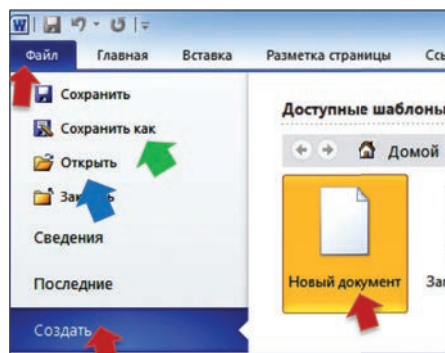 Файл Главная Вставка Разметка страницы
Сохранить
Сохранить как
Открыть
Сведения
Последние
Создать
Доступные шаблоны
Домой
Новый документ